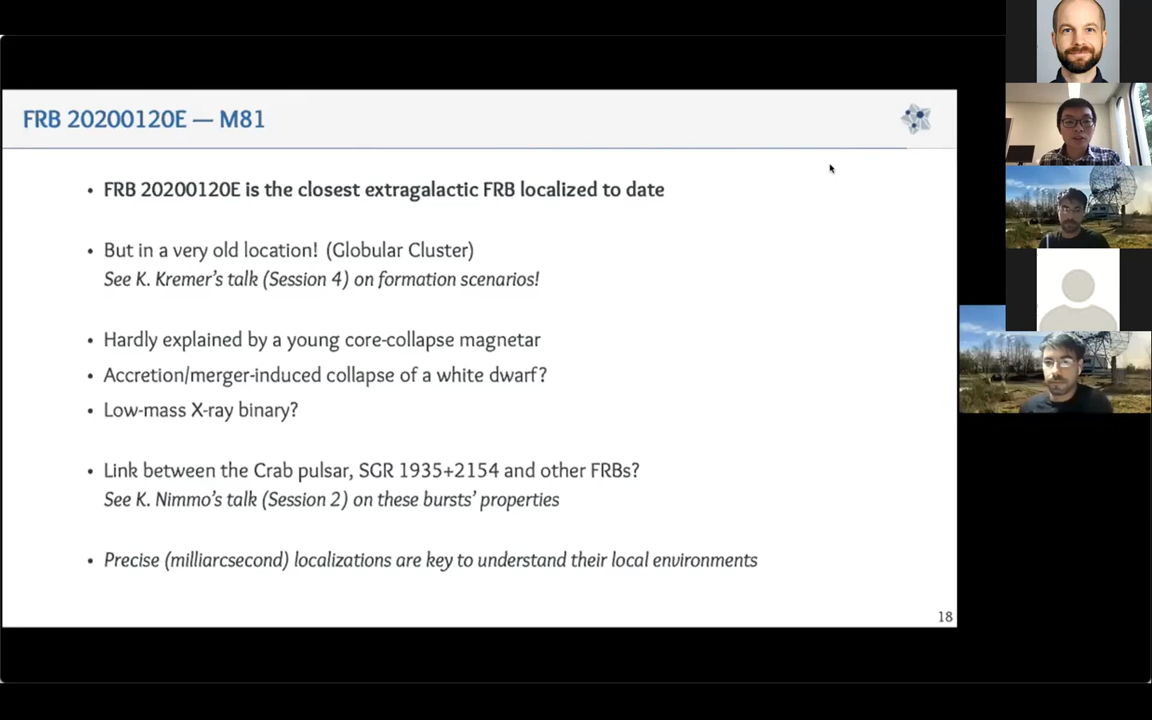 FRB 20200120E — M81
• FRB 20200120E is the closest extragalactic FRB localized to date
• But in a very old location! (Globular Cluster)
See K. Kremer's talk (Session 4) on formation scenarios!
• Hardly explained by a young core-collapse magnetar
• Accretion/merger-induced collapse of a white dwarf?
• Low-mass X-ray binary?
• Link between the Crab pulsar, SGR 1935+2154 and other FRBs?
See K. Nimmo's talk (Session 2) on these bursts' properties
• Precise (milliarcsecond) localizations are key to understand their local environments
18